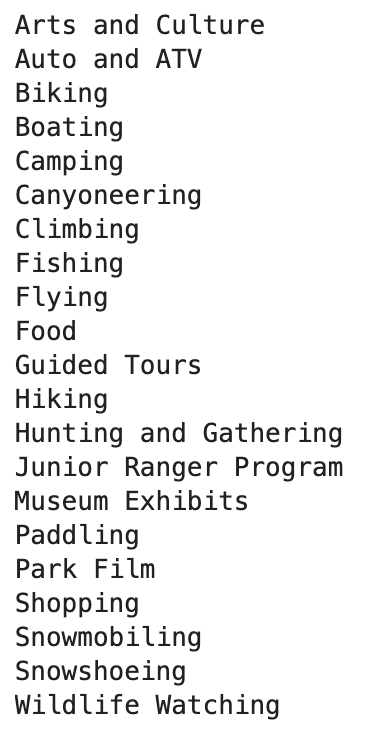 Arts and Culture
Auto and ATV
Biking
Boating
Camping
Canyoneering
Climbing
Fishing
Flying
Food
Guided Tours
Hiking
Hunting and Gathering
Junior Ranger Program
Museum Exhibits
Paddling
Park Film
Shopping
Snowmobiling
Snowshoeing
Wildlife Watching